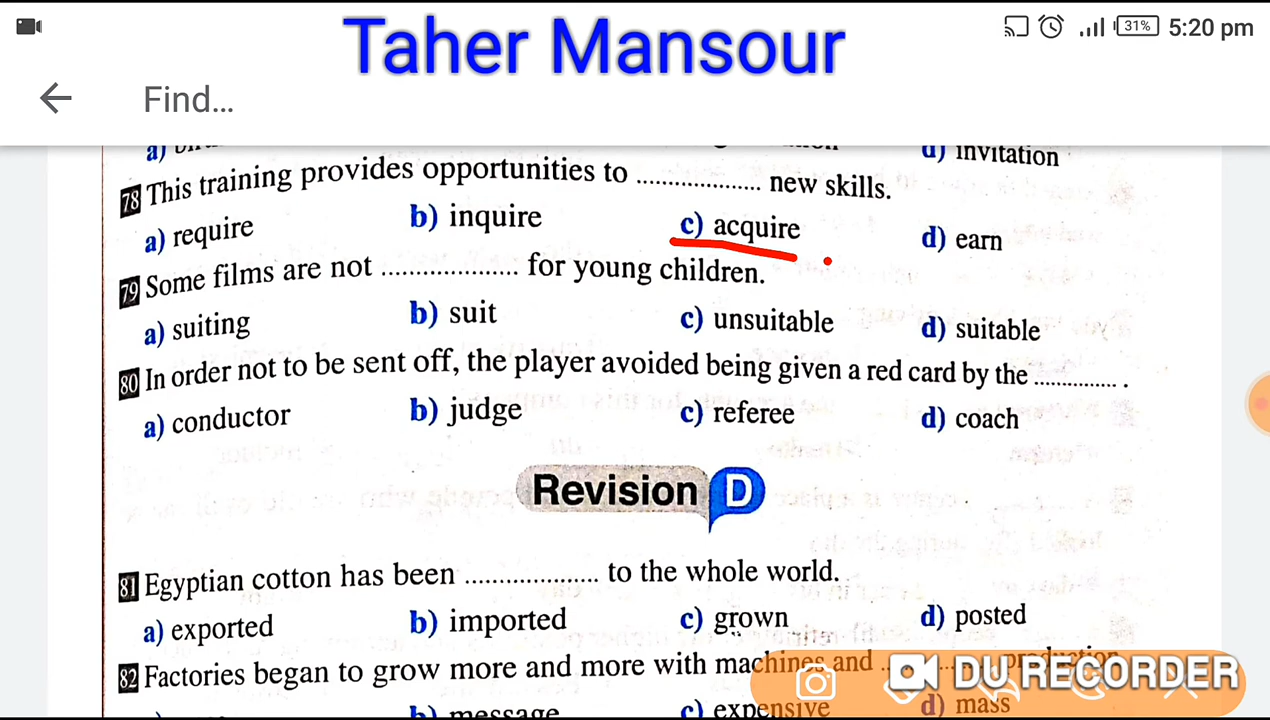 Taher Mansour
31% 5:20 pm
Find...
d) invitation
78 This training provides opportunities to .................. new skills.
a) require b) inquire c) acquire d) earn
79 Some films are not .................... for young children.
a) suiting b) suit c) unsuitable d) suitable
80 In order not to be sent off, the player avoided being given a red card by the .............. .
a) conductor b) judge c) referee d) coach
Revision D
81 Egyptian cotton has been .................... to the whole world.
a) exported b) imported c) grown d) posted
82 Factories began to grow more and more with machines and production
DU RECORDER
b) message c) expensive d) mass